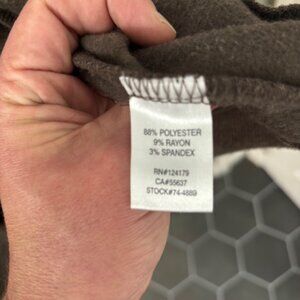 88% POLYESTER
9% RAYON
3% SPANDEX
RN#124179
CA#55637
STOCK#74-4889